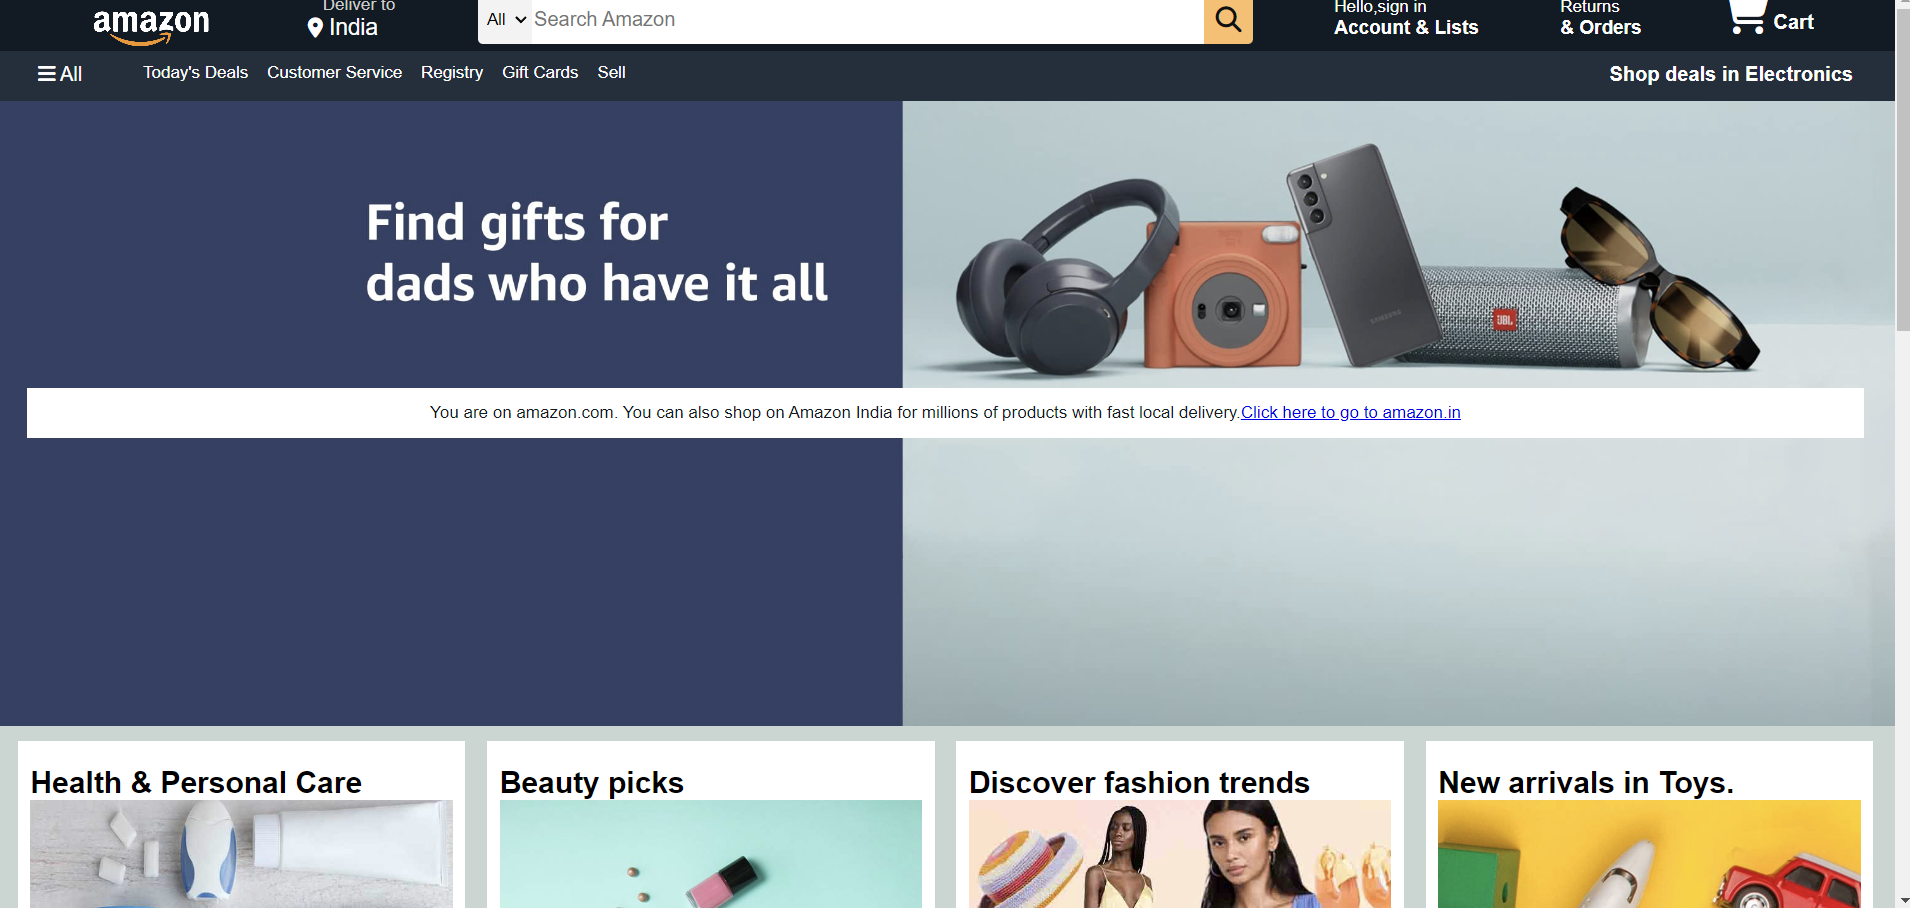 amazon
Deliver to
India
All
Search Amazon
Hello,sign in
Account & Lists
Returns
& Orders
Cart
All
Today's Deals
Customer Service
Registry
Gift Cards
Sell
Shop deals in Electronics
Find gifts for
dads who have it all
SAMSUNG
JBL
You are on amazon.com. You can also shop on Amazon India for millions of products with fast local delivery.Click here to go to amazon.in
Health & Personal Care
Beauty picks
Discover fashion trends
New arrivals in Toys.